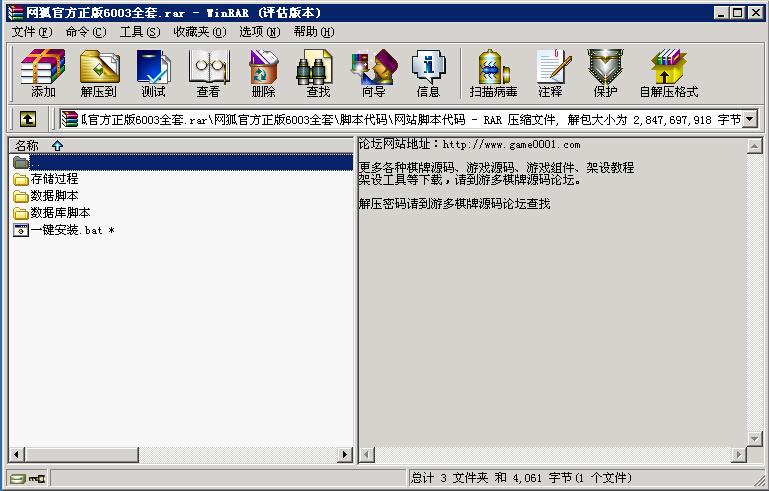 网狐官方正版6003全套.rar - WinRAR (评估版本)
文件(F) 命令(C) 工具(S) 收藏夹(O) 选项(N) 帮助(H)
添加 解压到 测试 查看 删除 查找 向导 信息 扫描病毒 注释 保护 自解压格式
官方正版6003全套.rar\网狐官方正版6003全套\脚本代码\网站脚本代码 - RAR 压缩文件, 解包大小为 2,847,697,918 字节
名称
..
存储过程
数据脚本
数据库脚本
一键安装.bat *
论坛网站地址：http://www.game0001.com
更多各种棋牌源码、游戏源码、游戏组件、架设教程
架设工具等下载，请到游多棋牌源码论坛。
解压密码请到游多棋牌源码论坛查找
总计 3 文件夹 和 4,061 字节(1 个文件)